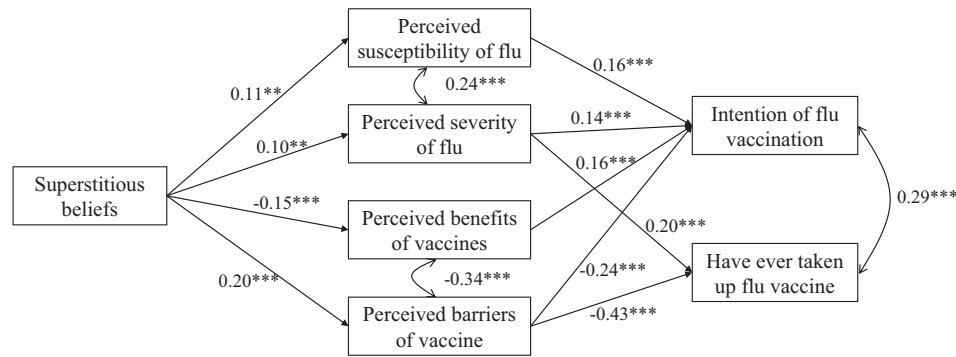 Perceived
susceptibility of flu
0.16***
0.24***
0.11**
Perceived severity
of flu
0.14***
Intention of flu
vaccination
0.10**
0.16***
Superstitious
beliefs
-0.15***
0.29***
Perceived benefits
of vaccines
0.20***
Have ever taken
up flu vaccine
0.20***
-0.34***
-0.24***
Perceived barriers
of vaccine
-0.43***